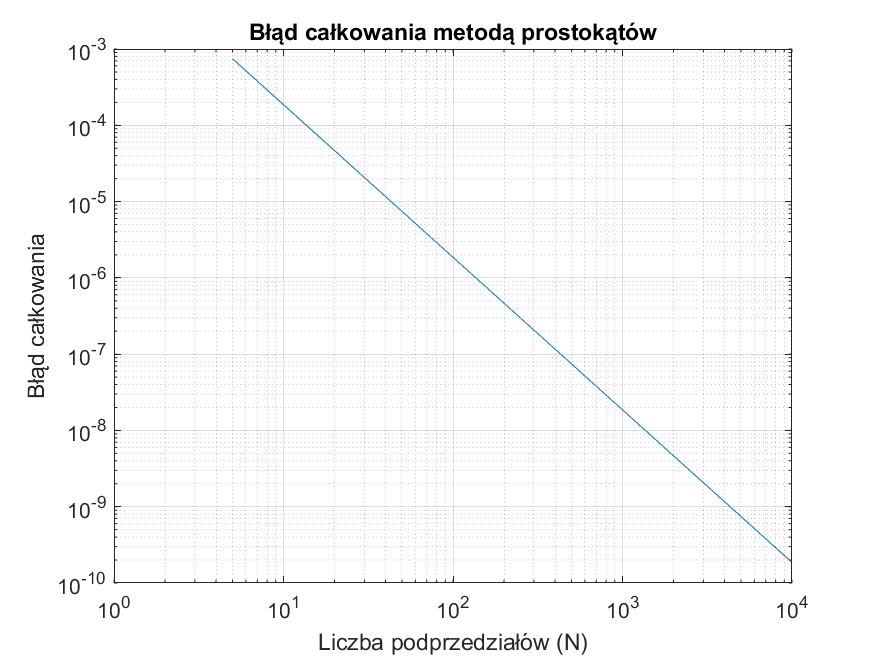 Błąd całkowania metodą prostokątów
10^-3
10^-4
10^-5
10^-6
10^-7
10^-8
10^-9
10^-10
Błąd całkowania
10^0 10^1 10^2 10^3 10^4
Liczba podprzedziałów (N)